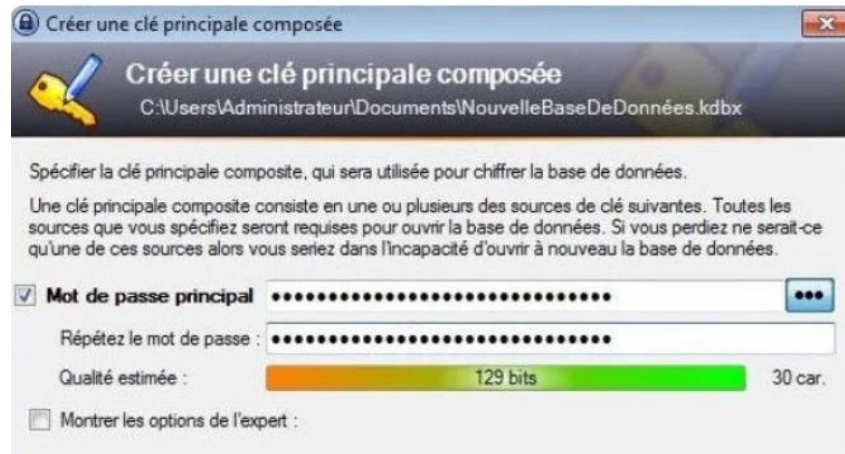 Créer une clé principale composée
Créer une clé principale composée
C:\Users\Administrateur\Documents\NouvelleBaseDeDonnées.kdbx
Spécifier la clé principale composite, qui sera utilisée pour chiffrer la base de données.
Une clé principale composite consiste en une ou plusieurs des sources de clé suivantes. Toutes les
sources que vous spécifiez seront requises pour ouvrir la base de données. Si vous perdiez ne serait-ce
qu'une de ces sources alors vous seriez dans l'incapacité d'ouvrir à nouveau la base de données.
Mot de passe principal
Répétez le mot de passe :
Qualité estimée : 129 bits 30 car.
Montrer les options de l'expert :